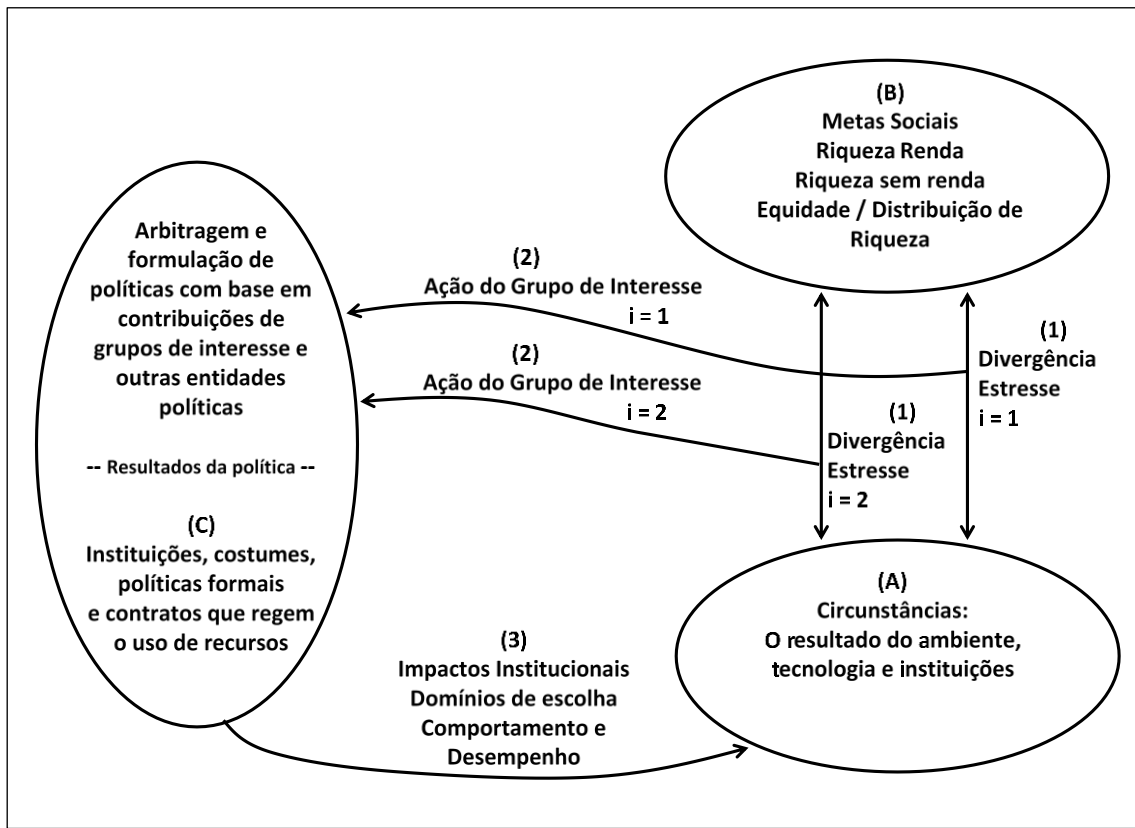 (B)
Metas Sociais
Riqueza Renda
Riqueza sem renda
Equidade / Distribuição de
Riqueza
Arbitragem e
formulação de
políticas com base em
contribuições de
grupos de interesse e
outras entidades
políticas
-- Resultados da política --
(C)
Instituições, costumes,
políticas formais
e contratos que regem
o uso de recursos
(2)
Ação do Grupo de Interesse
i = 1
(2)
Ação do Grupo de Interesse
i = 2
(1)
Divergência
Estresse
i = 1
(1)
Divergência
Estresse
i = 2
(A)
Circunstâncias:
O resultado do ambiente,
tecnologia e instituições
(3)
Impactos Institucionais
Domínios de escolha
Comportamento e
Desempenho